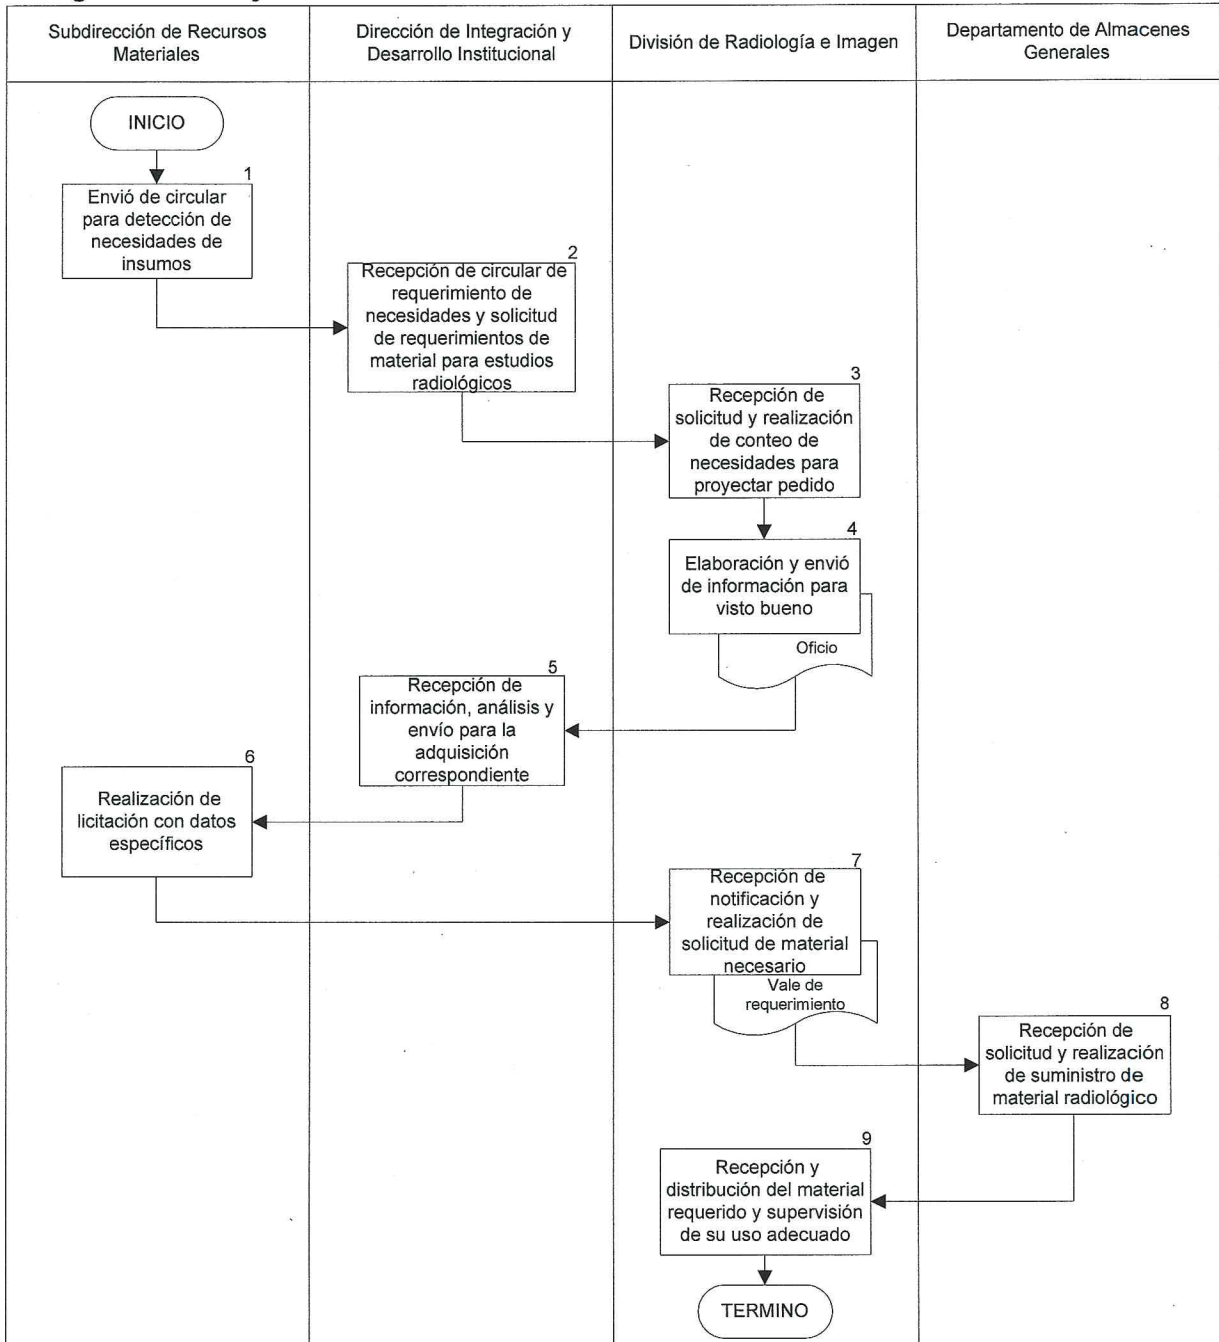 Subdirección de Recursos
Materiales
Dirección de Integración y
Desarrollo Institucional
División de Radiología e Imagen
Departamento de Almacenes
Generales
INICIO
1
Envió de circular
para detección de
necesidades de
insumos
2
Recepción de circular de
requerimiento de
necesidades y solicitud
de requerimientos de
material para estudios
radiológicos
3
Recepción de
solicitud y realización
de conteo de
necesidades para
proyectar pedido
4
Elaboración y envió
de información para
visto bueno
Oficio
5
Recepción de
información, análisis y
envío para la
adquisición
correspondiente
6
Realización de
licitación con datos
específicos
7
Recepción de
notificación y
realización de
solicitud de material
necesario
Vale de
requerimiento
8
Recepción de
solicitud y realización
de suministro de
material radiológico
9
Recepción y
distribución del material
requerido y supervisión
de su uso adecuado
TERMINO